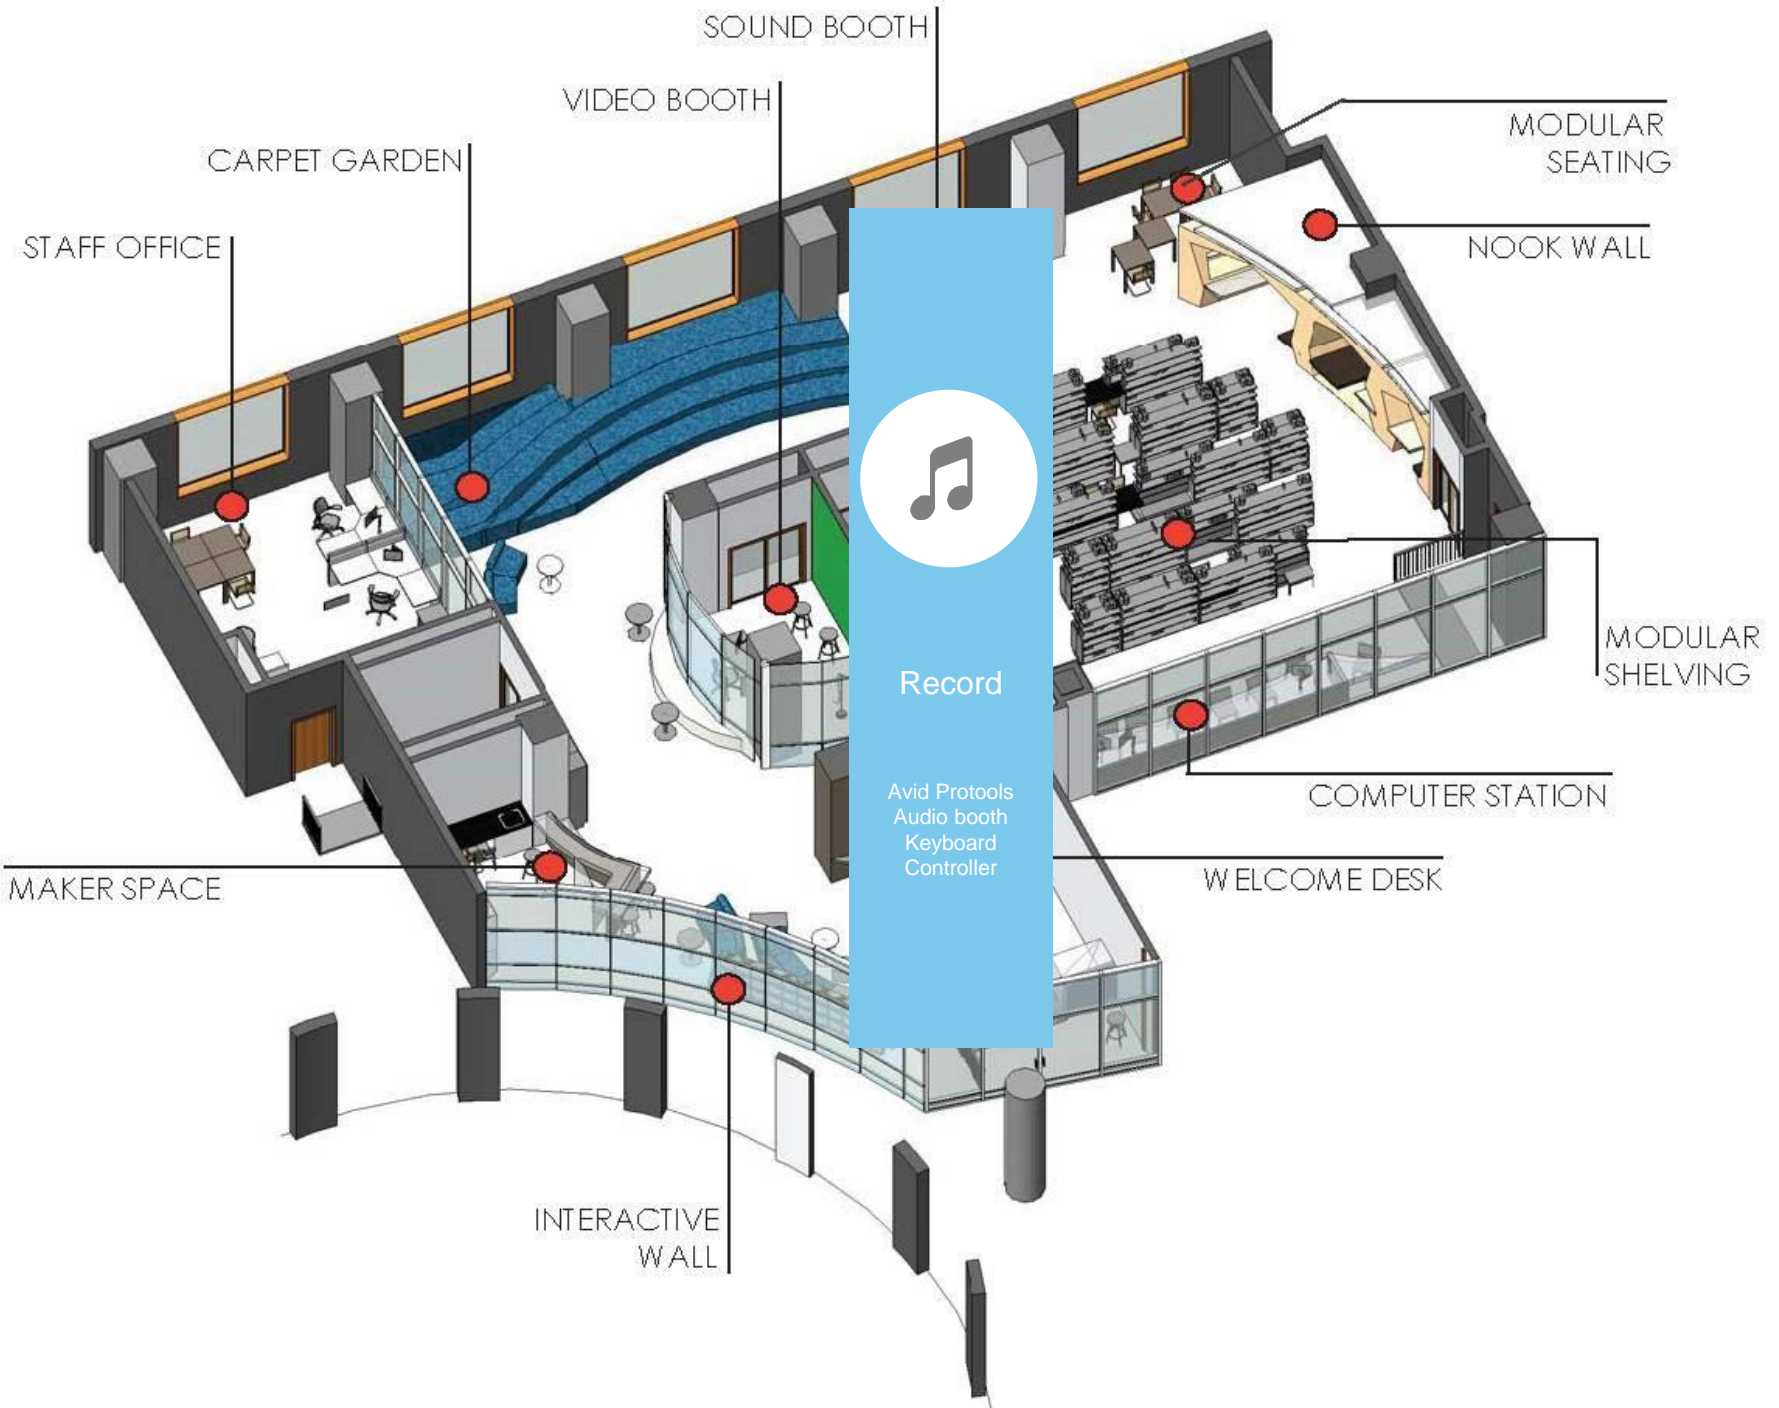 SOUND BOOTH
VIDEO BOOTH
CARPET GARDEN
STAFF OFFICE
MODULAR
SEATING
NOOK WALL
Record
MODULAR
SHELVING
Avid Protools
Audio booth
Keyboard
Controller
COMPUTER STATION
MAKER SPACE
WELCOME DESK
INTERACTIVE
WALL